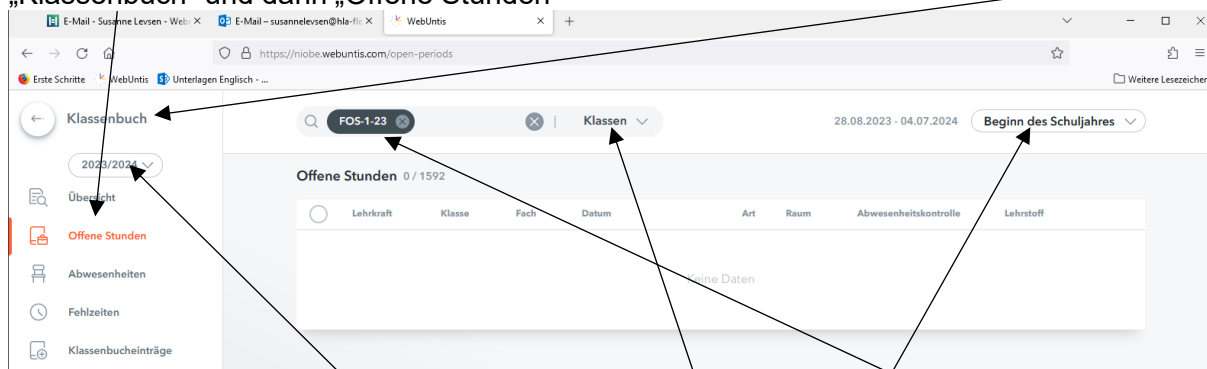 „Klassenbuch“ und dann „Offene Stunden“
E-Mail - Susanne Levsen - Web: E-Mail – susannelevsen@hla-fle WebUntis
https://niobe.webuntis.com/open-periods
Erste Schritte WebUntis Unterlagen Englisch - ... Weitere Lesezeichen
Klassenbuch FOS-1-23 Klassen 28.08.2023 - 04.07.2024 Beginn des Schuljahres
2023/2024
Offene Stunden 0 / 1592
Übersicht
Lehrkraft Klasse Fach Datum Art Raum Abwesenheitskontrolle Lehrstoff
Offene Stunden
Abwesenheiten
Keine Daten
Fehlzeiten
Klassenbucheinträge